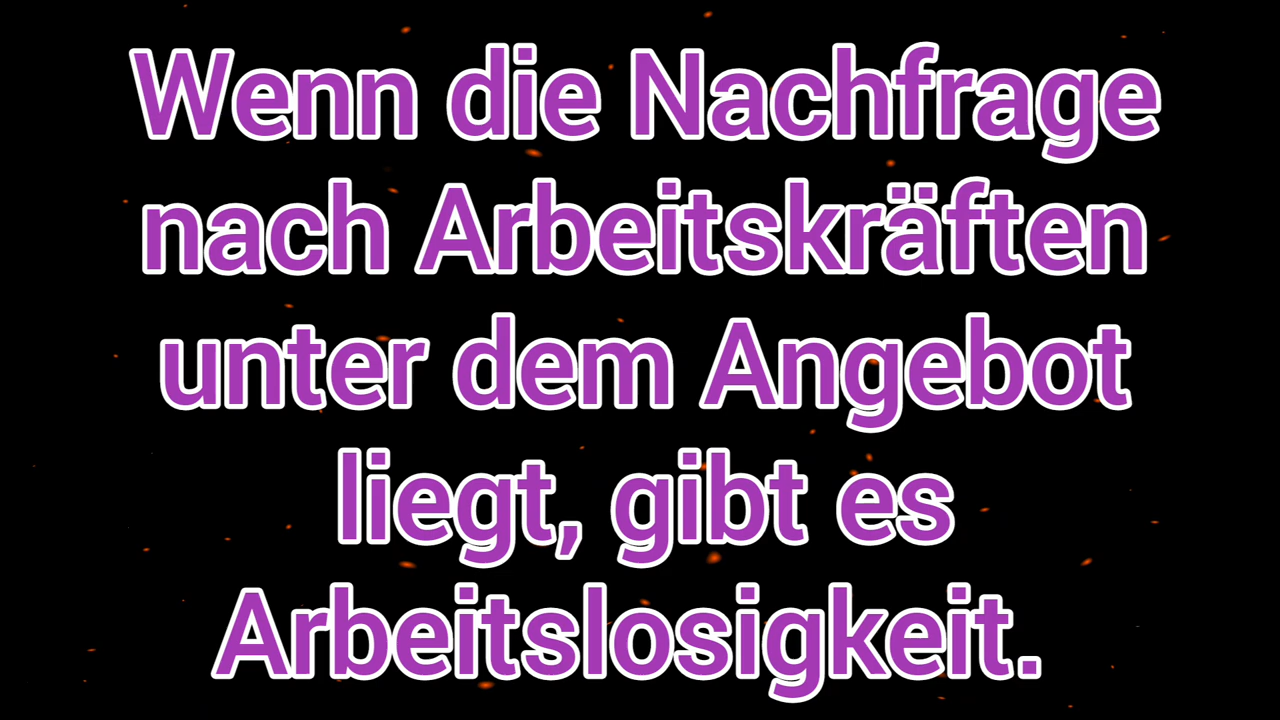 Wenn die Nachfrage
nach Arbeitskräften
unter dem Angebot
liegt, gibt es
Arbeitslosigkeit.